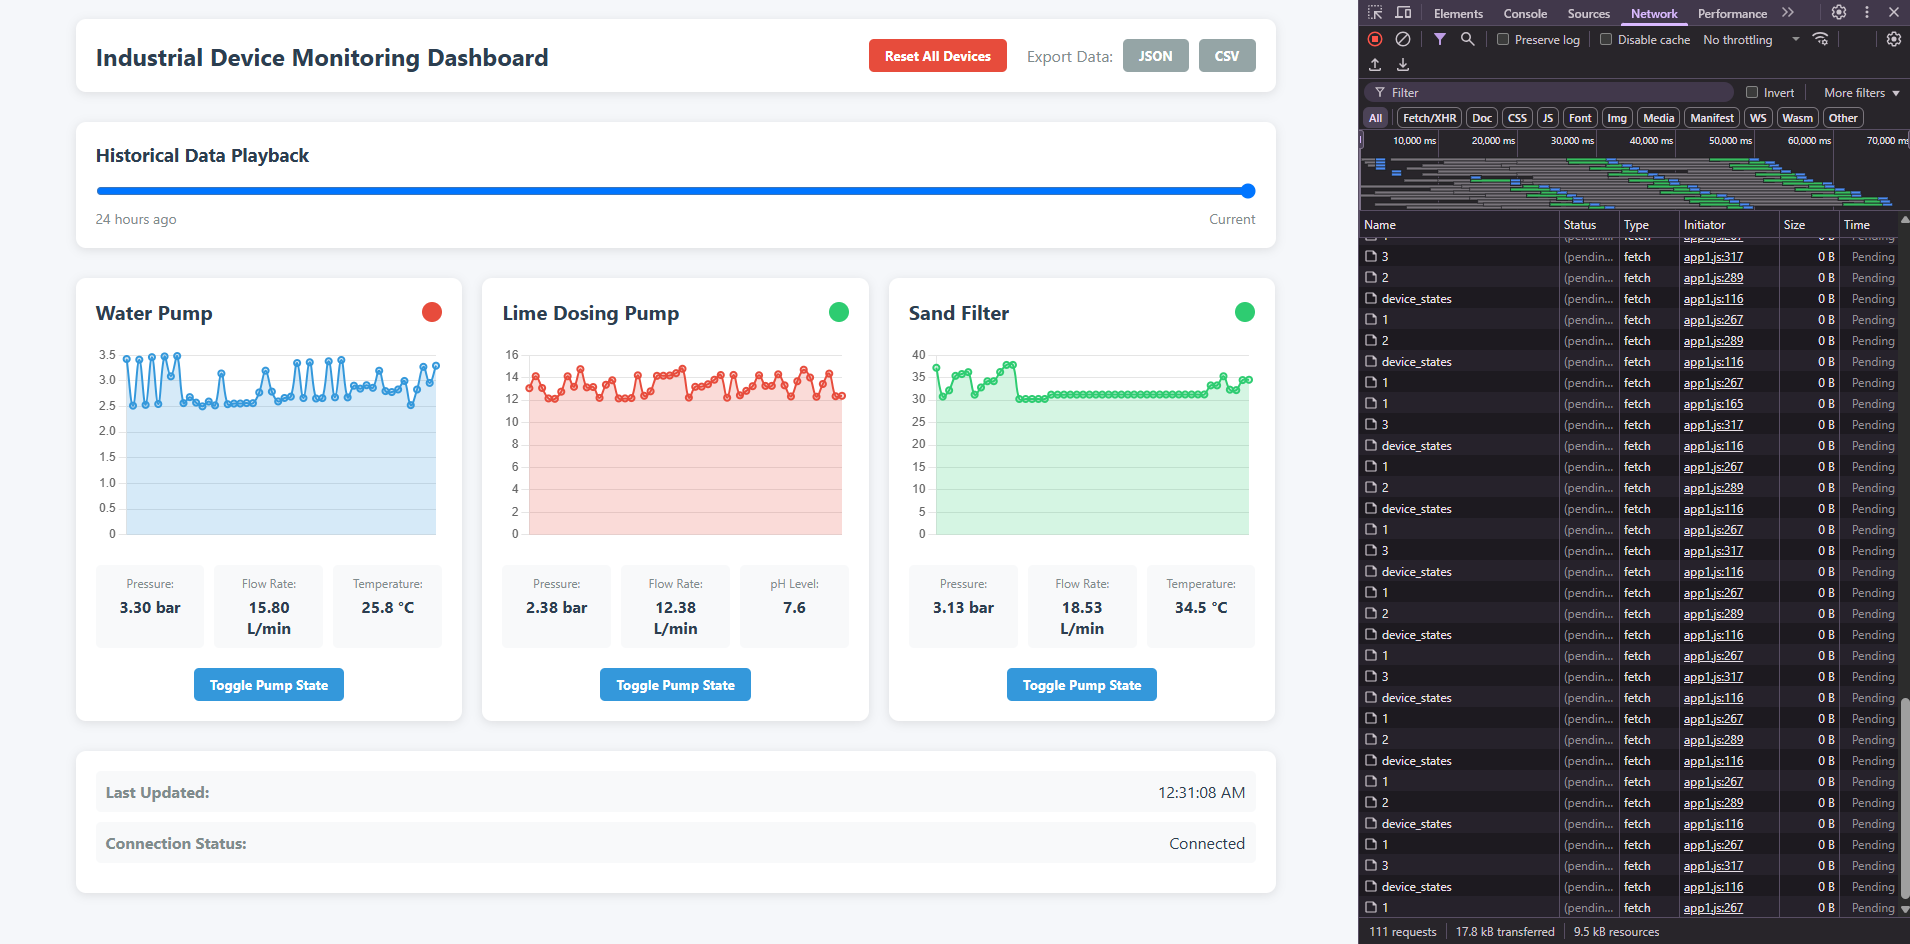 Industrial Device Monitoring Dashboard
Reset All Devices
Export Data:
JSON
CSV
Historical Data Playback
24 hours ago
Current
Water Pump
3.5
3.0
2.5
2.0
1.5
1.0
0.5
0
Pressure:
3.30 bar
Flow Rate:
15.80
L/min
Temperature:
25.8 °C
Toggle Pump State
Lime Dosing Pump
16
14
12
10
8
6
4
2
0
Pressure:
2.38 bar
Flow Rate:
12.38
L/min
pH Level:
7.6
Toggle Pump State
Sand Filter
40
35
30
25
20
15
10
5
0
Pressure:
3.13 bar
Flow Rate:
18.53
L/min
Temperature:
34.5 °C
Toggle Pump State
Last Updated:
12:31:08 AM
Connection Status:
Connected
Elements Console Sources Network Performance
Preserve log Disable cache No throttling
Filter Invert More filters
All Fetch/XHR Doc CSS JS Font Img Media Manifest WS Wasm Other
10,000 ms 20,000 ms 30,000 ms 40,000 ms 50,000 ms 60,000 ms 70,000 ms
Name Status Type Initiator Size Time
1 (pendin... fetch app1.js:267 0 B Pending
3 (pendin... fetch app1.js:317 0 B Pending
2 (pendin... fetch app1.js:289 0 B Pending
device_states (pendin... fetch app1.js:116 0 B Pending
1 (pendin... fetch app1.js:267 0 B Pending
2 (pendin... fetch app1.js:289 0 B Pending
device_states (pendin... fetch app1.js:116 0 B Pending
1 (pendin... fetch app1.js:267 0 B Pending
1 (pendin... fetch app1.js:165 0 B Pending
3 (pendin... fetch app1.js:317 0 B Pending
device_states (pendin... fetch app1.js:116 0 B Pending
1 (pendin... fetch app1.js:267 0 B Pending
2 (pendin... fetch app1.js:289 0 B Pending
device_states (pendin... fetch app1.js:116 0 B Pending
1 (pendin... fetch app1.js:267 0 B Pending
3 (pendin... fetch app1.js:317 0 B Pending
device_states (pendin... fetch app1.js:116 0 B Pending
1 (pendin... fetch app1.js:267 0 B Pending
2 (pendin... fetch app1.js:289 0 B Pending
device_states (pendin... fetch app1.js:116 0 B Pending
1 (pendin... fetch app1.js:267 0 B Pending
3 (pendin... fetch app1.js:317 0 B Pending
device_states (pendin... fetch app1.js:116 0 B Pending
1 (pendin... fetch app1.js:267 0 B Pending
2 (pendin... fetch app1.js:289 0 B Pending
device_states (pendin... fetch app1.js:116 0 B Pending
1 (pendin... fetch app1.js:267 0 B Pending
2 (pendin... fetch app1.js:289 0 B Pending
device_states (pendin... fetch app1.js:116 0 B Pending
1 (pendin... fetch app1.js:267 0 B Pending
3 (pendin... fetch app1.js:317 0 B Pending
device_states (pendin... fetch app1.js:116 0 B Pending
1 (pendin... fetch app1.js:267 0 B Pending
111 requests 17.8 kB transferred 9.5 kB resources